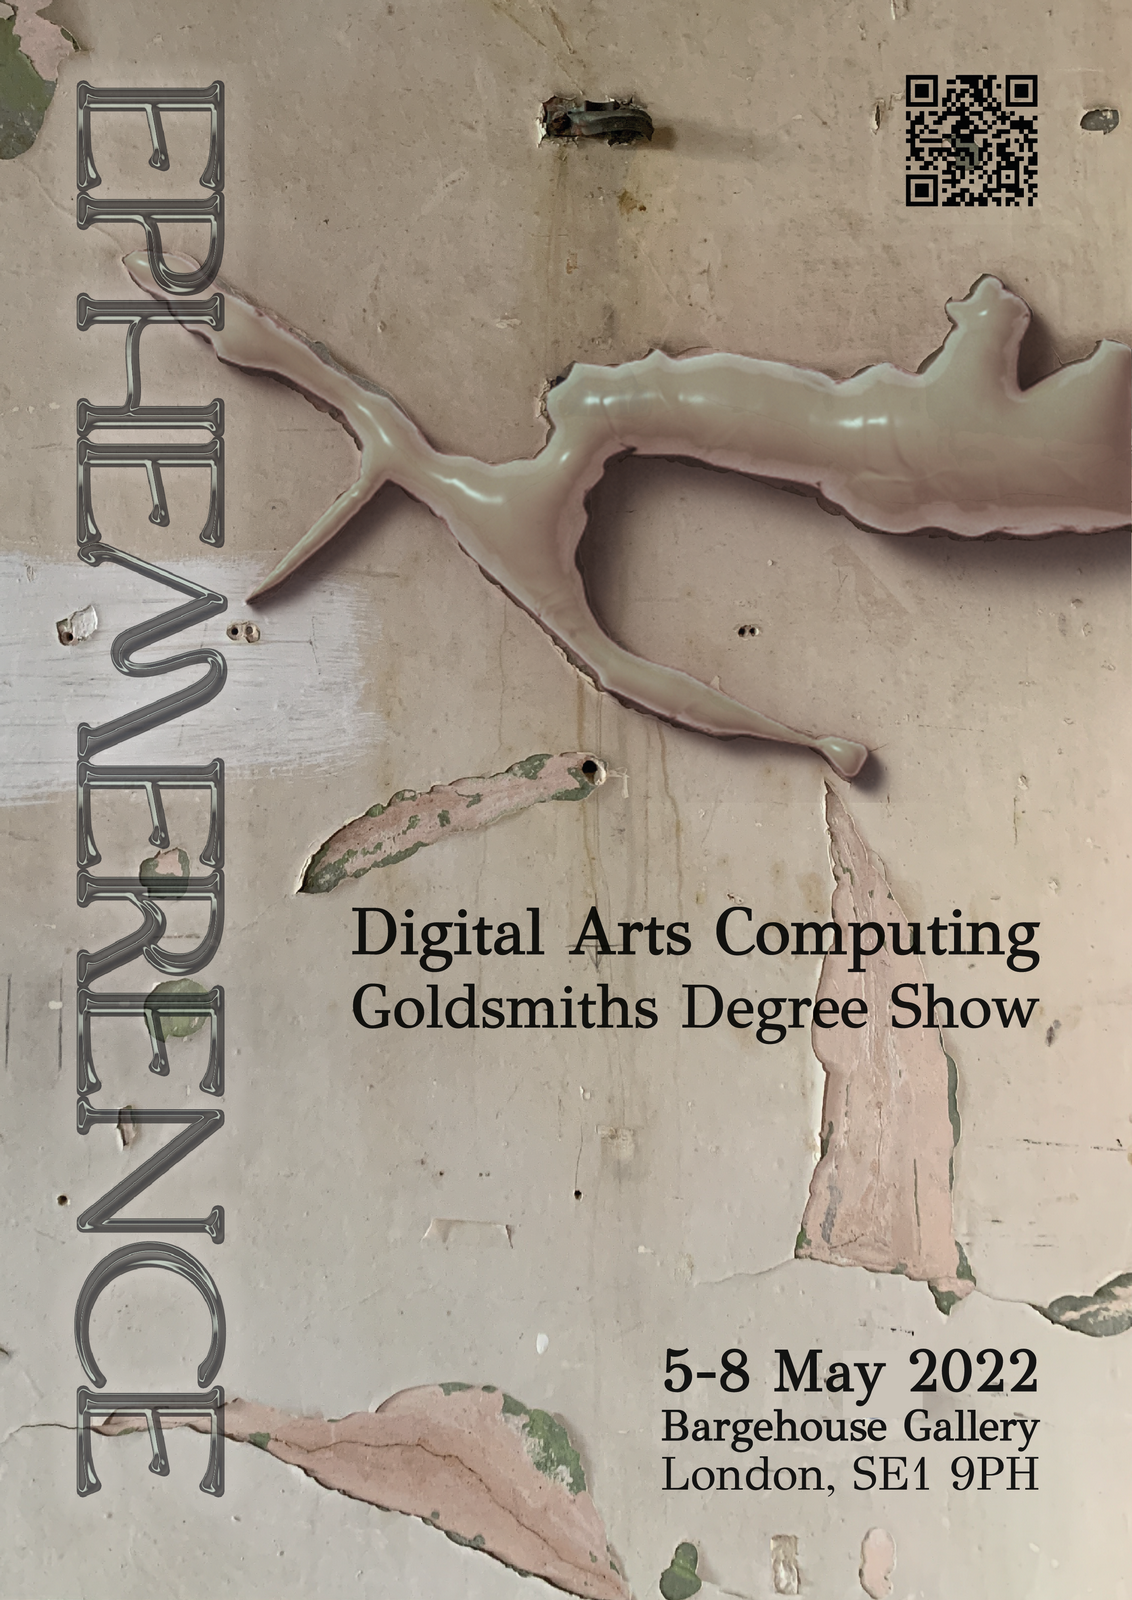 EPHEMERENCE
Digital Arts Computing
Goldsmiths Degree Show
5-8 May 2022
Bargehouse Gallery
London, SE1 9PH